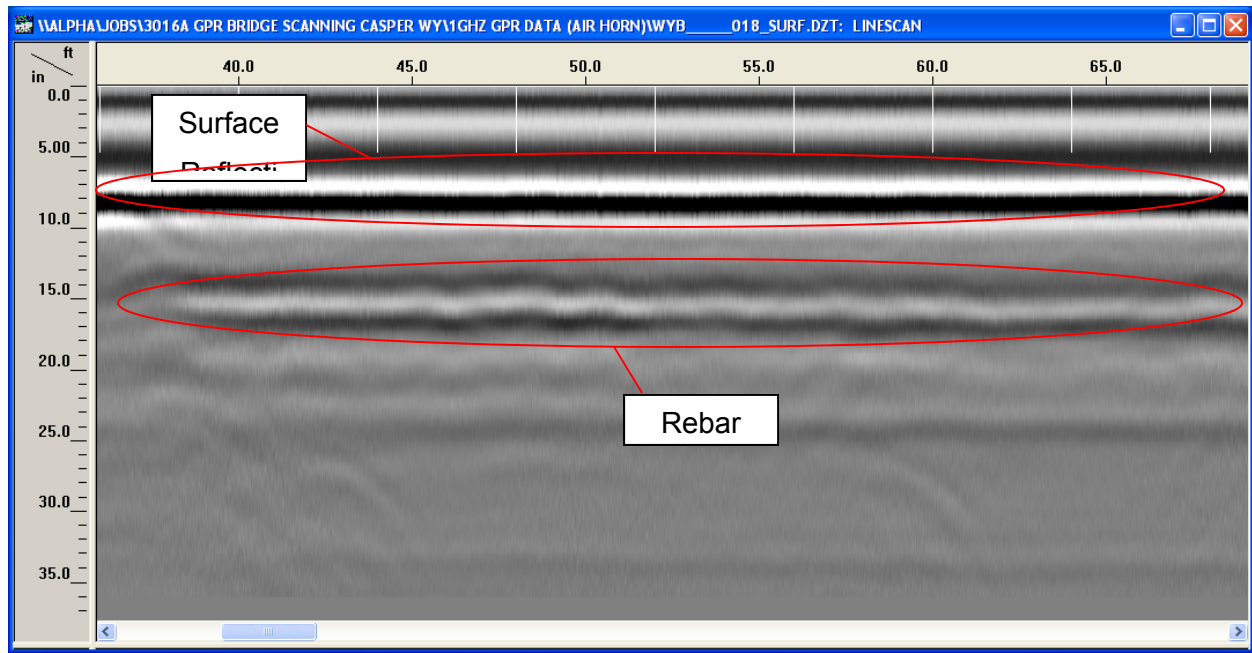 \\ALPHA\JOBS\3016A GPR BRIDGE SCANNING CASPER WY\1GHZ GPR DATA (AIR HORN)\WYB_____018_SURF.DZT: LINESCAN
ft
in
40.0 45.0 50.0 55.0 60.0 65.0
0.0
Surface
5.00
Reflecti
10.0
15.0
20.0
Rebar
25.0
30.0
35.0